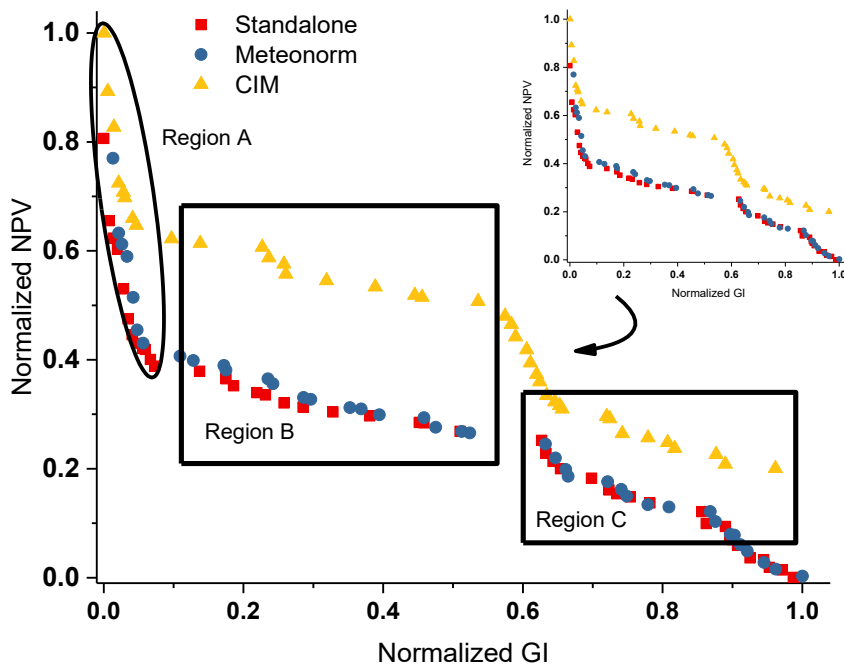 Standalone
Meteonorm
CIM
Region A
Region B
Region C
Normalized NPV
1.0
0.8
0.6
0.4
0.2
0.0
0.0 0.2 0.4 0.6 0.8 1.0
Normalized GI
Normalized NPV
1.0
0.8
0.6
0.4
0.2
0.0
0.0 0.2 0.4 0.6 0.8 1.0
Normalized GI